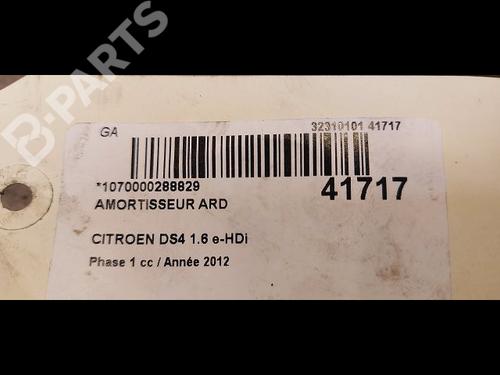 B-PARTS
GA
32310101 41717
*1070000288829
41717
AMORTISSEUR ARD
CITROEN DS4 1.6 e-HDi
Phase 1 cc / Année 2012